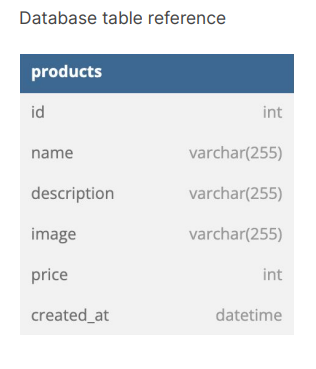 Database table reference
products
id int
name varchar(255)
description varchar(255)
image varchar(255)
price int
created_at datetime